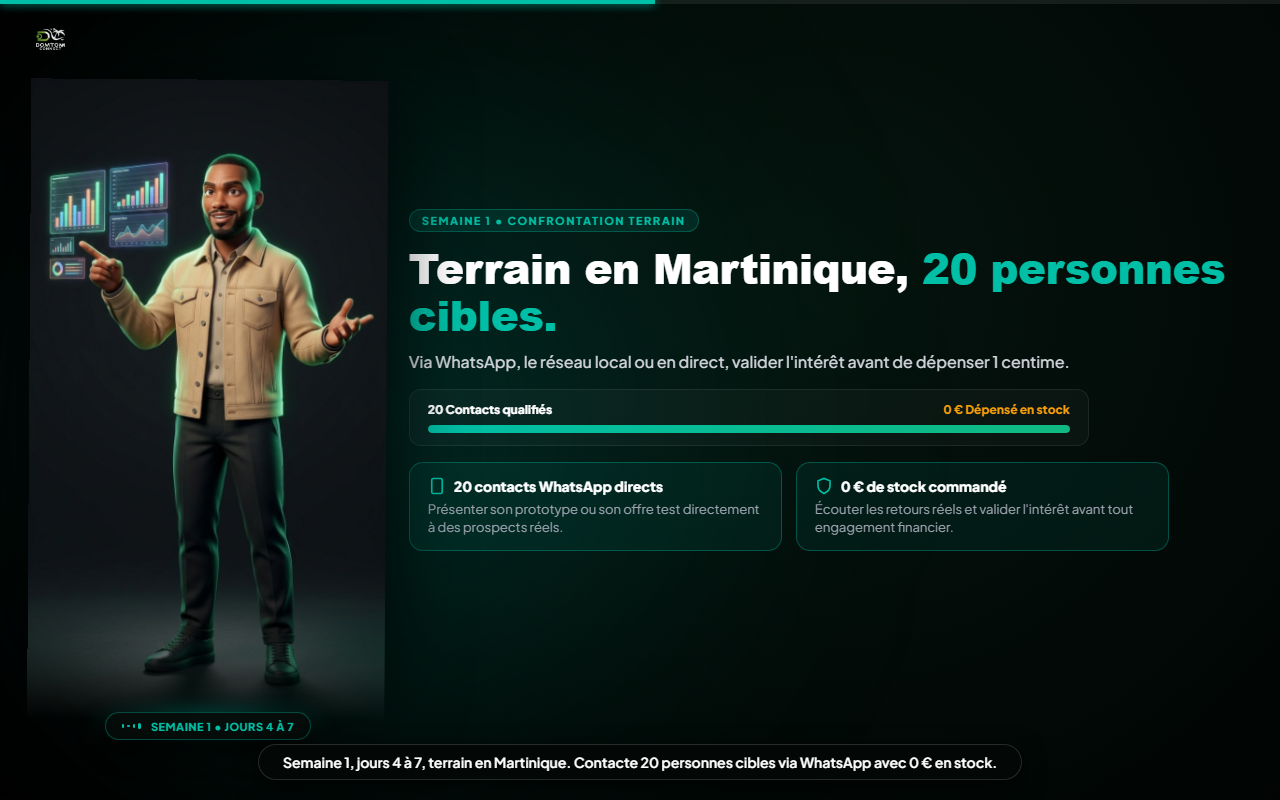 DOMTOM
CONNECT
SEMAINE 1 • CONFRONTATION TERRAIN
Terrain en Martinique, 20 personnes
cibles.
Via WhatsApp, le réseau local ou en direct, valider l'intérêt avant de dépenser 1 centime.
20 Contacts qualifiés
0 € Dépensé en stock
20 contacts WhatsApp directs
Présenter son prototype ou son offre test directement
à des prospects réels.
0 € de stock commandé
Écouter les retours réels et valider l'intérêt avant tout
engagement financier.
SEMAINE 1 • JOURS 4 À 7
Semaine 1, jours 4 à 7, terrain en Martinique. Contacte 20 personnes cibles via WhatsApp avec 0 € en stock.